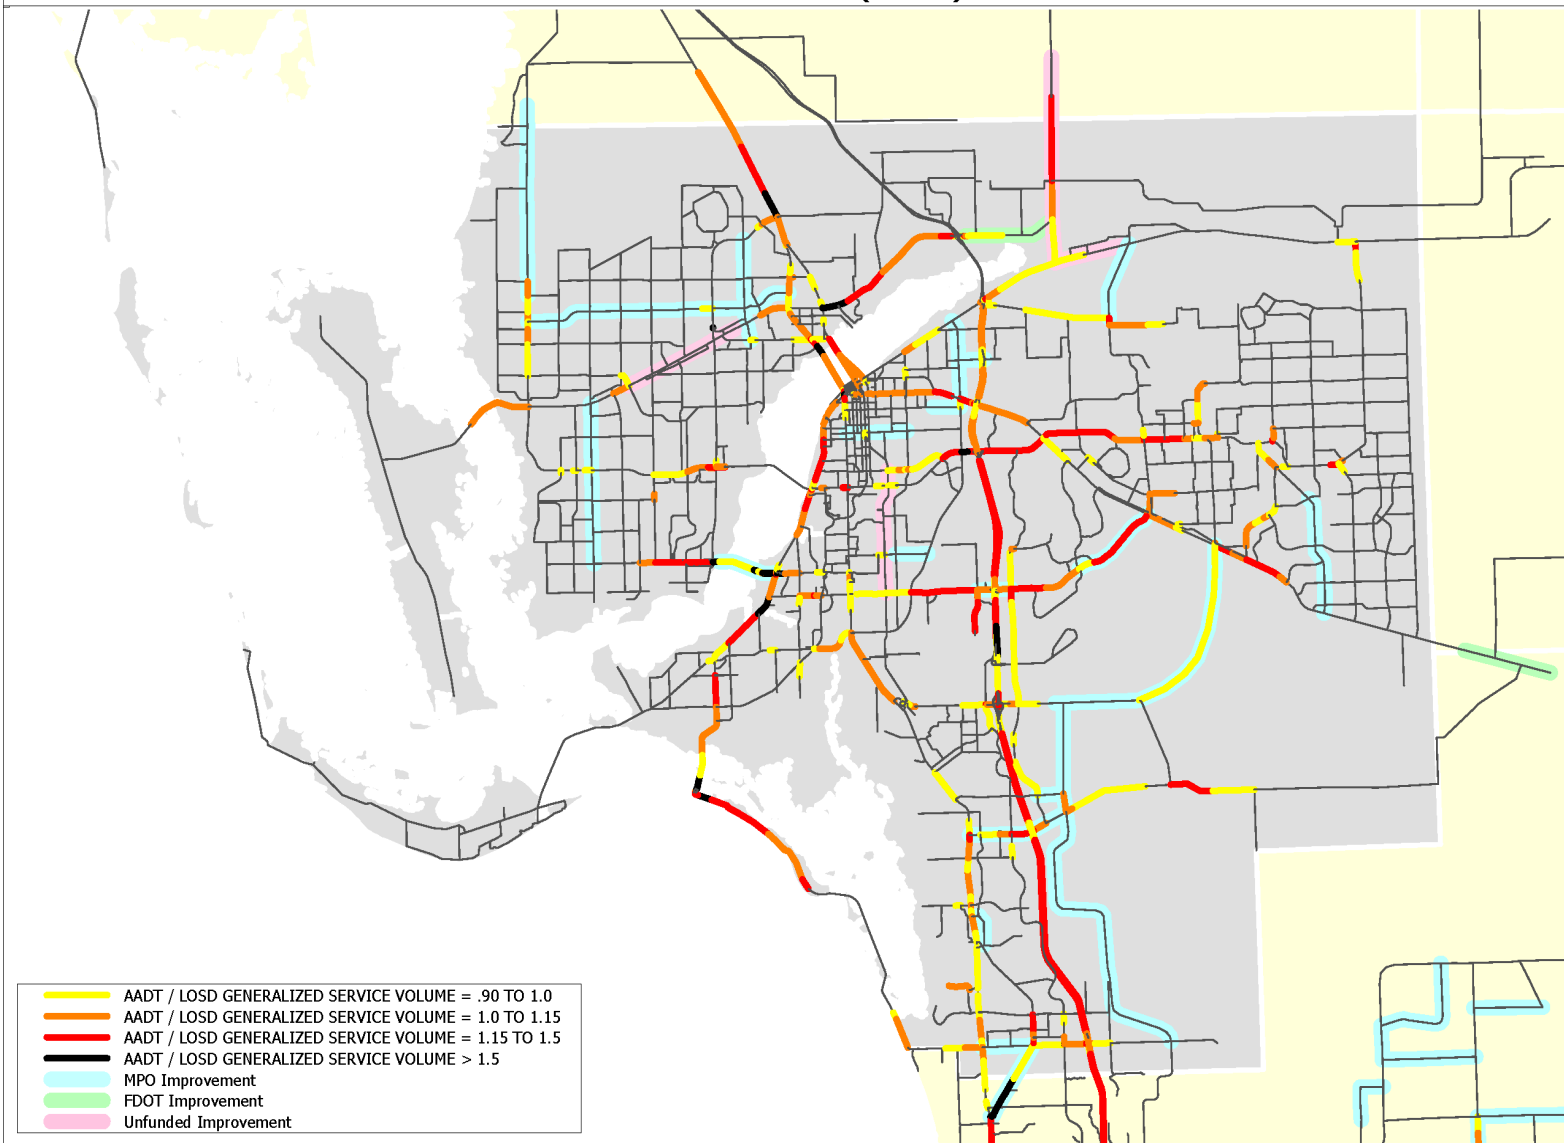 AADT / LOSD GENERALIZED SERVICE VOLUME = .90 TO 1.0
AADT / LOSD GENERALIZED SERVICE VOLUME = 1.0 TO 1.15
AADT / LOSD GENERALIZED SERVICE VOLUME = 1.15 TO 1.5
AADT / LOSD GENERALIZED SERVICE VOLUME > 1.5
MPO Improvement
FDOT Improvement
Unfunded Improvement